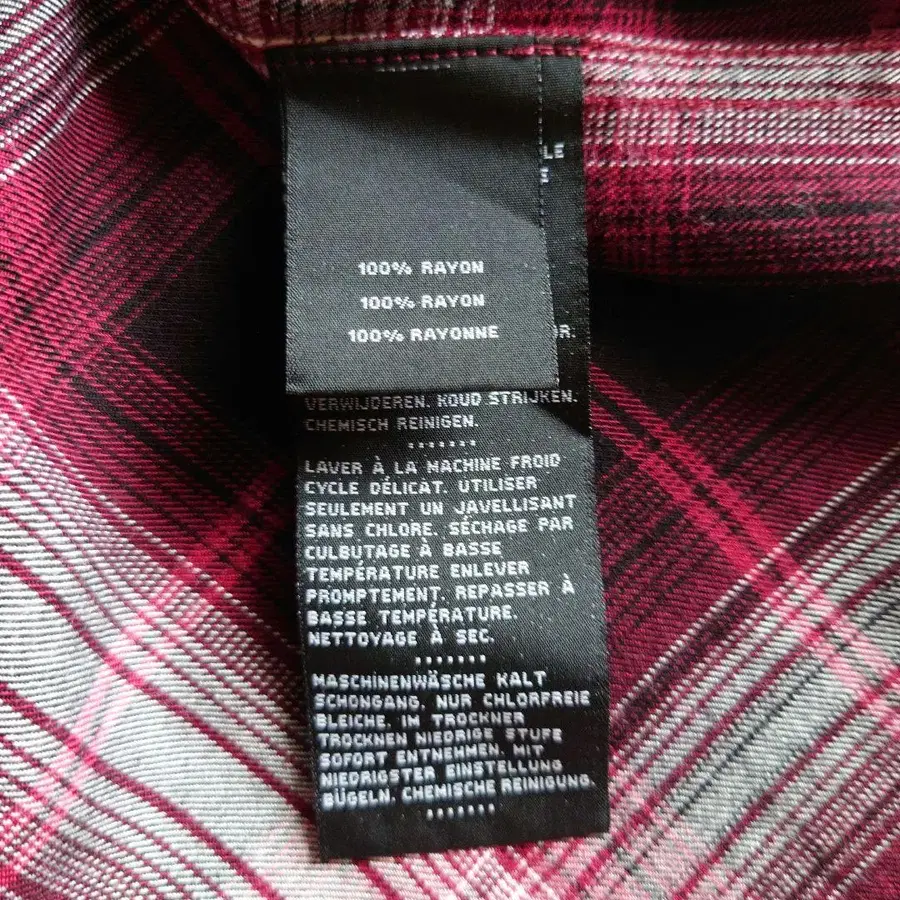 100% RAYON
100% RAYON
100% RAYONNE
LE
E
OR.
VERWIJDEREN. KOUD STRIJKEN.
CHEMISCH REINIGEN.
LAVER À LA MACHINE FROID
CYCLE DÉLICAT. UTILISER
SEULEMENT UN JAVELLISANT
SANS CHLORE. SÉCHAGE PAR
CULBUTAGE À BASSE
TEMPÉRATURE ENLEVER
PROMPTEMENT. REPASSER À
BASSE TEMPÉRATURE.
NETTOYAGE À SEC.
MASCHINENWÄSCHE KALT
SCHONGANG. NUR CHLORFREIE
BLEICHE. IM TROCKNER
TROCKNEN NIEDRIGE STUFE
SOFORT ENTNEHMEN. MIT
NIEDRIGSTER EINSTELLUNG
BÜGELN. CHEMISCHE REINIGUNG.